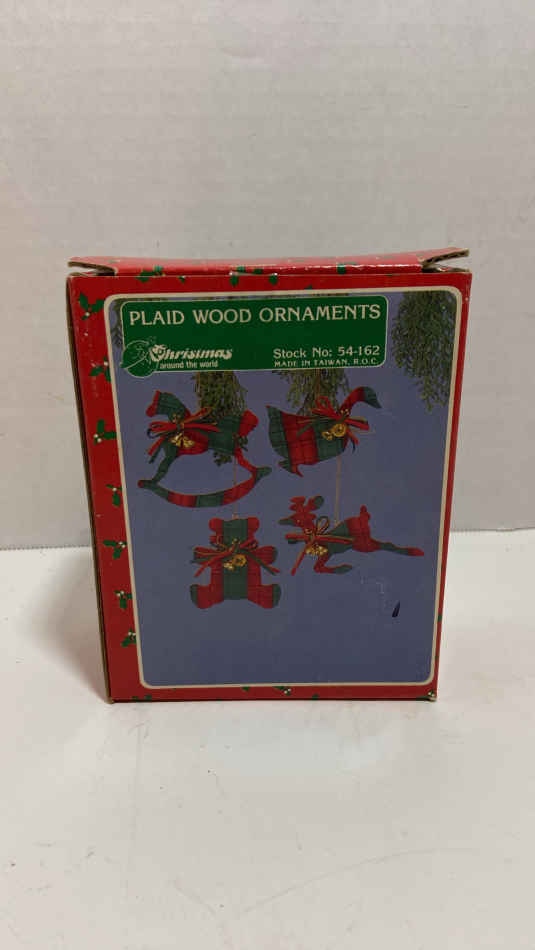 PLAID WOOD ORNAMENTS
Christmas
around the world
Stock No: 54-162
MADE IN TAIWAN, R.O.C.